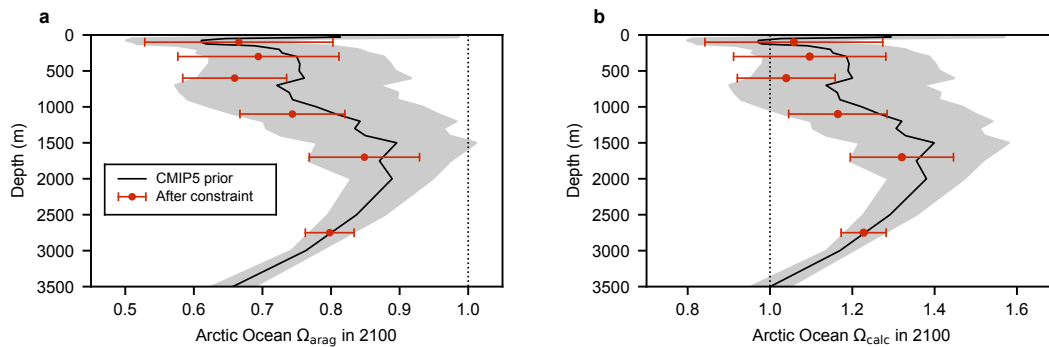 a
0
500
1000
1500
2000
2500
3000
3500
Depth (m)
CMIP5 prior
After constraint
0.5 0.6 0.7 0.8 0.9 1.0
Arctic Ocean Ωarag in 2100
b
0
500
1000
1500
2000
2500
3000
3500
Depth (m)
0.8 1.0 1.2 1.4 1.6
Arctic Ocean Ωcalc in 2100